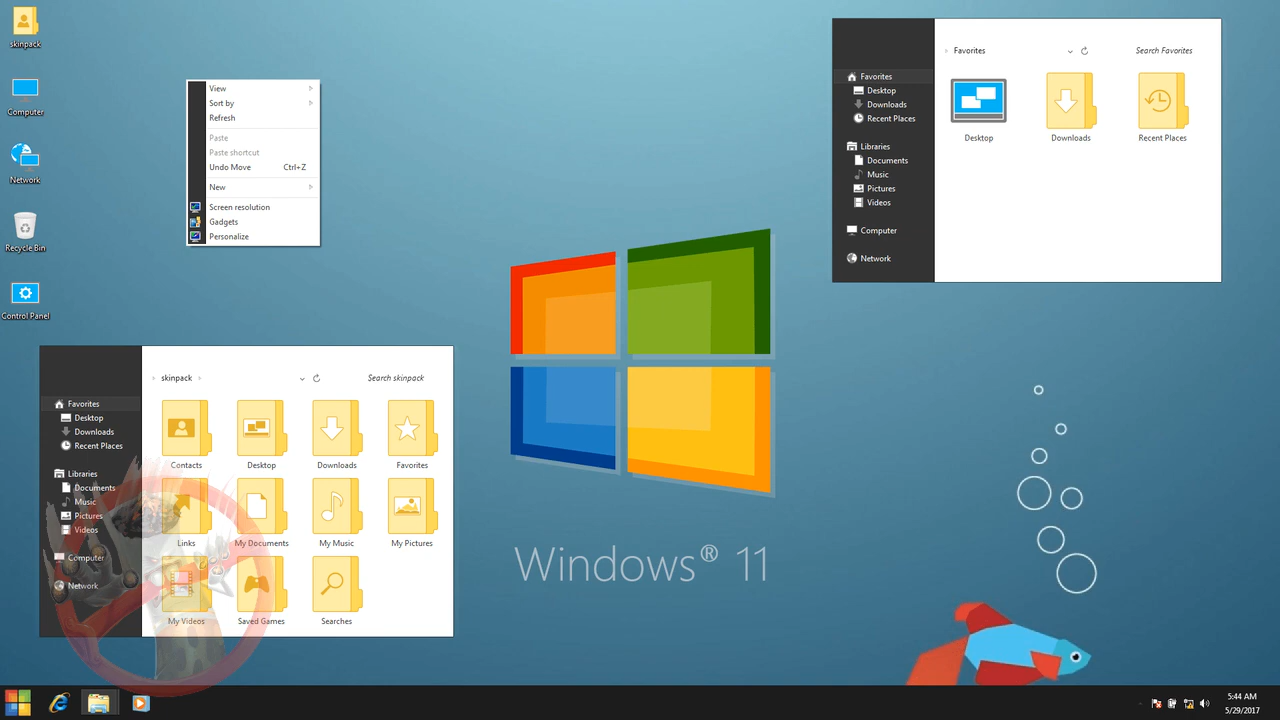 skinpack
Computer
Network
Recycle Bin
Control Panel
View
Sort by
Refresh
Paste
Paste shortcut
Undo Move Ctrl+Z
New
Screen resolution
Gadgets
Personalize
Favorites Search Favorites
Favorites
Desktop
Downloads
Recent Places
Libraries
Documents
Music
Pictures
Videos
Computer
Network
Desktop Downloads Recent Places
skinpack Search skinpack
Favorites
Desktop
Downloads
Recent Places
Libraries
Documents
Music
Pictures
Videos
Computer
Network
Contacts Desktop Downloads Favorites
Links My Documents My Music My Pictures
My Videos Saved Games Searches
Windows® 11
5:44 AM
5/29/2017